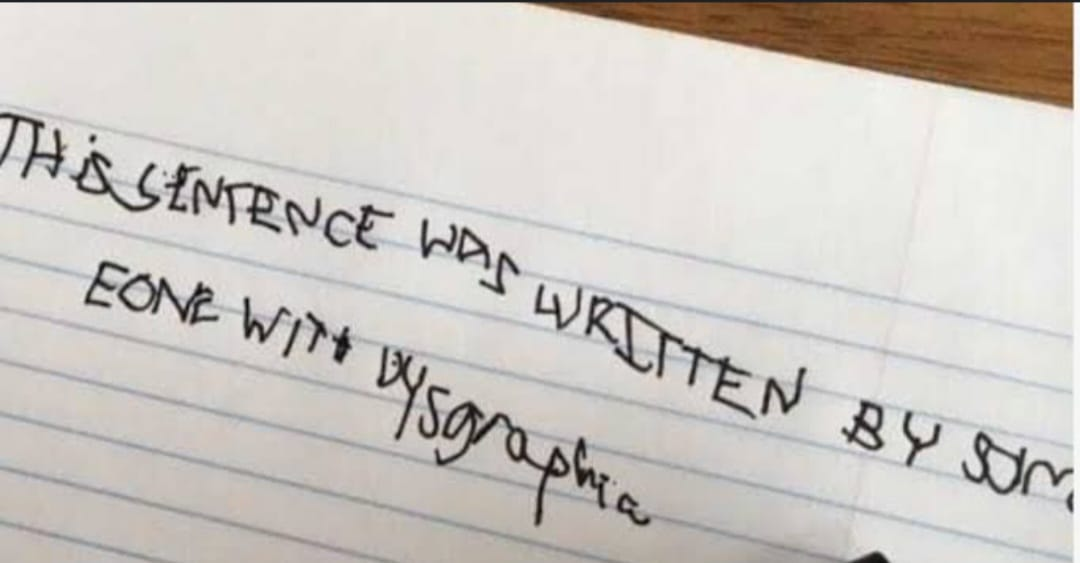 THiS SENTENCE WAS WRITTEN BY SOM
EONE WITH DYSgraphia